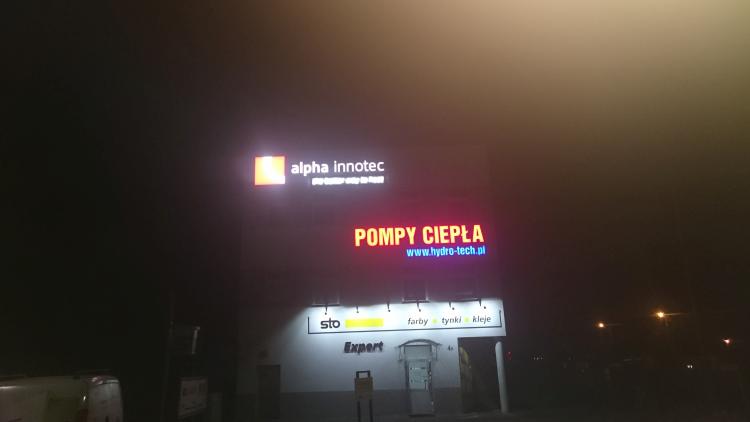 alpha innotec
POMPY CIEPŁA
www.hydro-tech.pl
sto farby tynki kleje
Expert